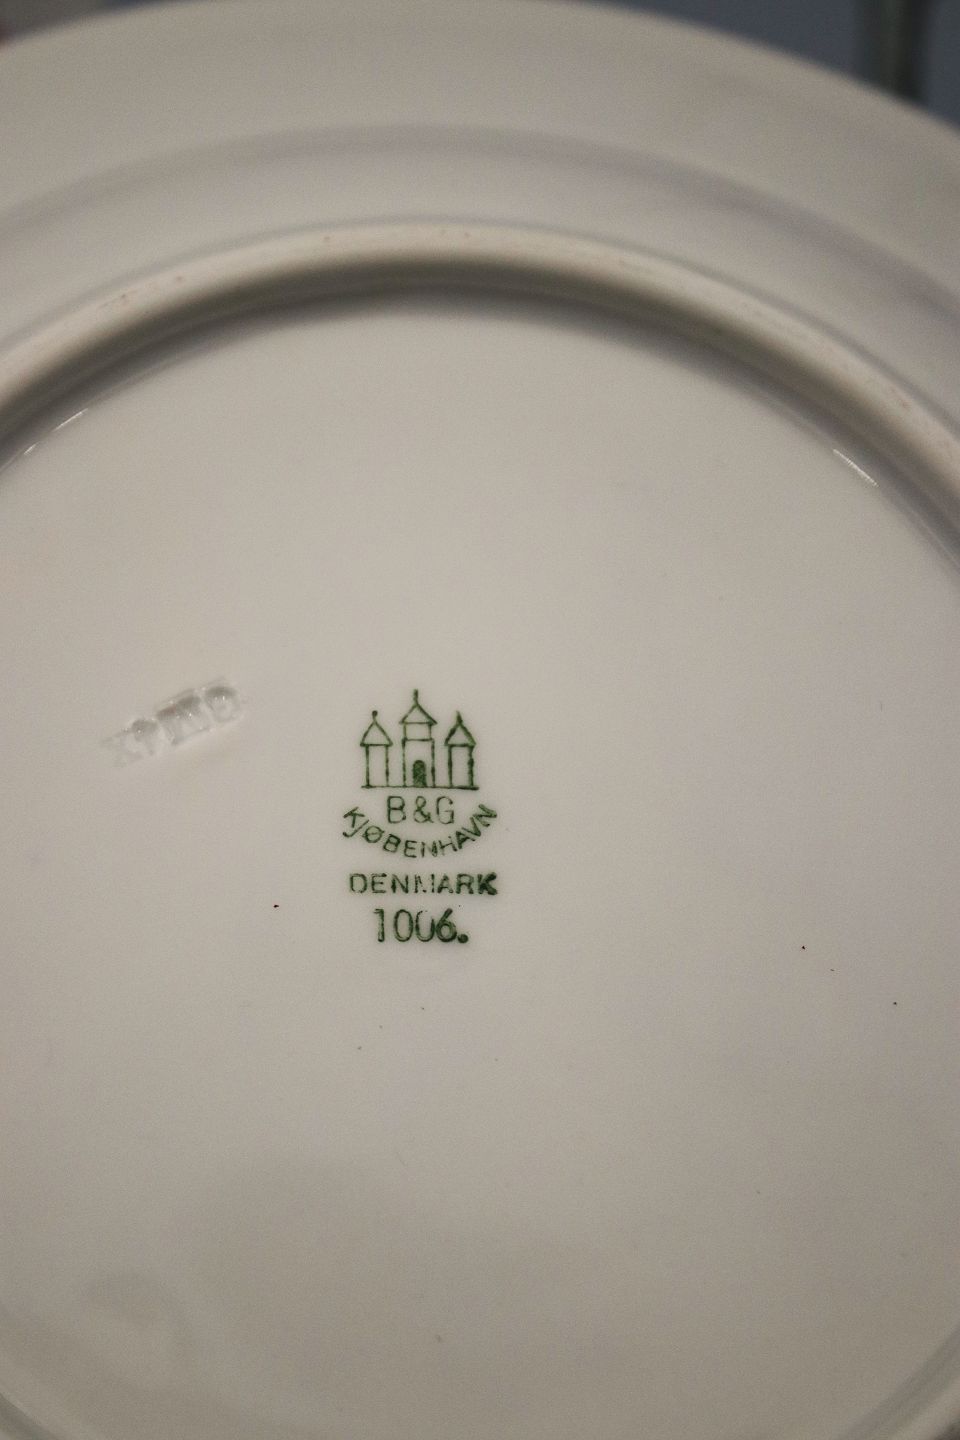 B&G
KJØBENHAVN
DENMARK
1006.